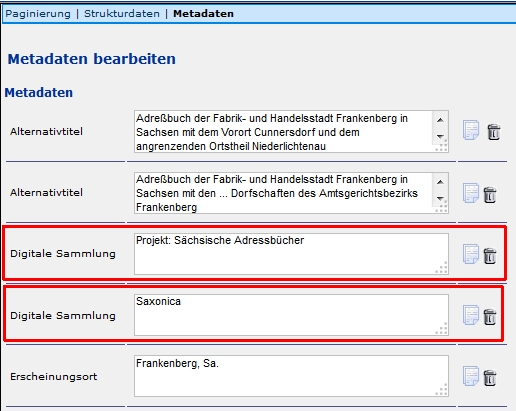 Paginierung | Strukturdaten | Metadaten
Metadaten bearbeiten
Metadaten
Alternativtitel
Adreßbuch der Fabrik- und Handelsstadt Frankenberg in
Sachsen mit dem Vorort Cunnersdorf und dem
angrenzenden Ortstheil Niederlichtenau
Alternativtitel
Adreßbuch der Fabrik- und Handelsstadt Frankenberg in
Sachsen mit den ... Dorfschaften des Amtsgerichtsbezirks
Frankenberg
Digitale Sammlung
Projekt: Sächsische Adressbücher
Digitale Sammlung
Saxonica
Erscheinungsort
Frankenberg, Sa.